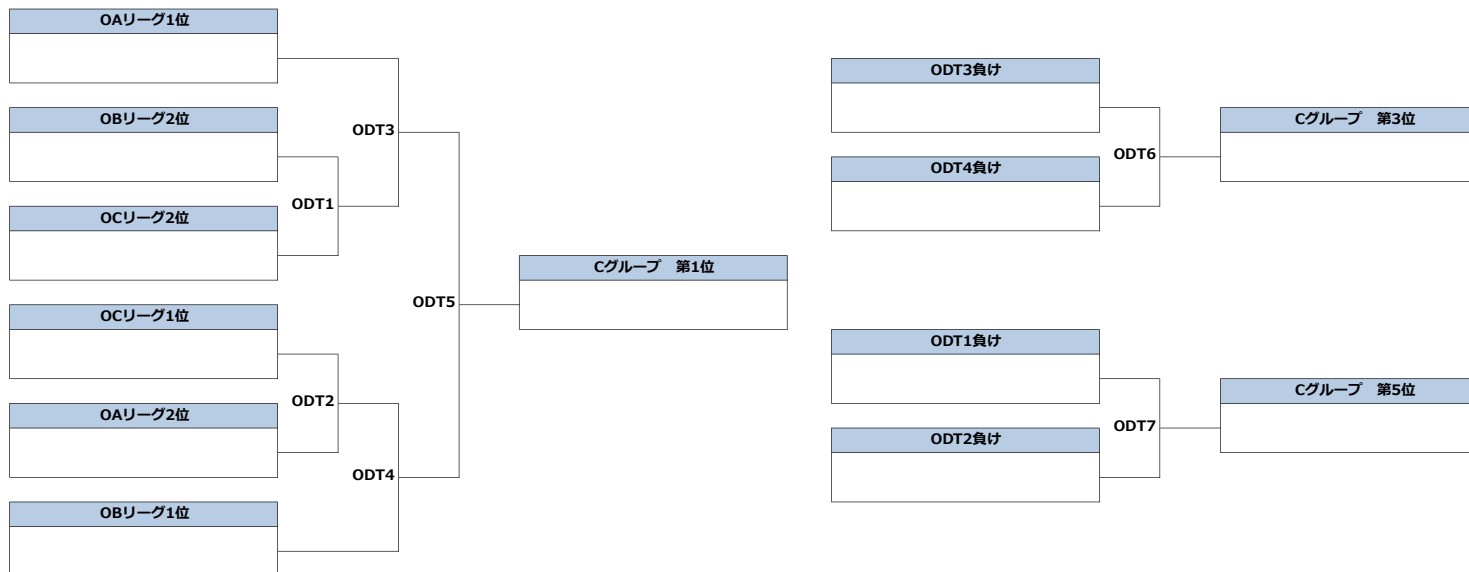 OAリーグ1位
OBリーグ2位
ODT3
ODT1
OCリーグ2位
OCリーグ1位
ODT2
OAリーグ2位
ODT4
OBリーグ1位
ODT5
Cグループ　第1位
ODT3負け
ODT6
ODT4負け
Cグループ　第3位
ODT1負け
ODT7
ODT2負け
Cグループ　第5位